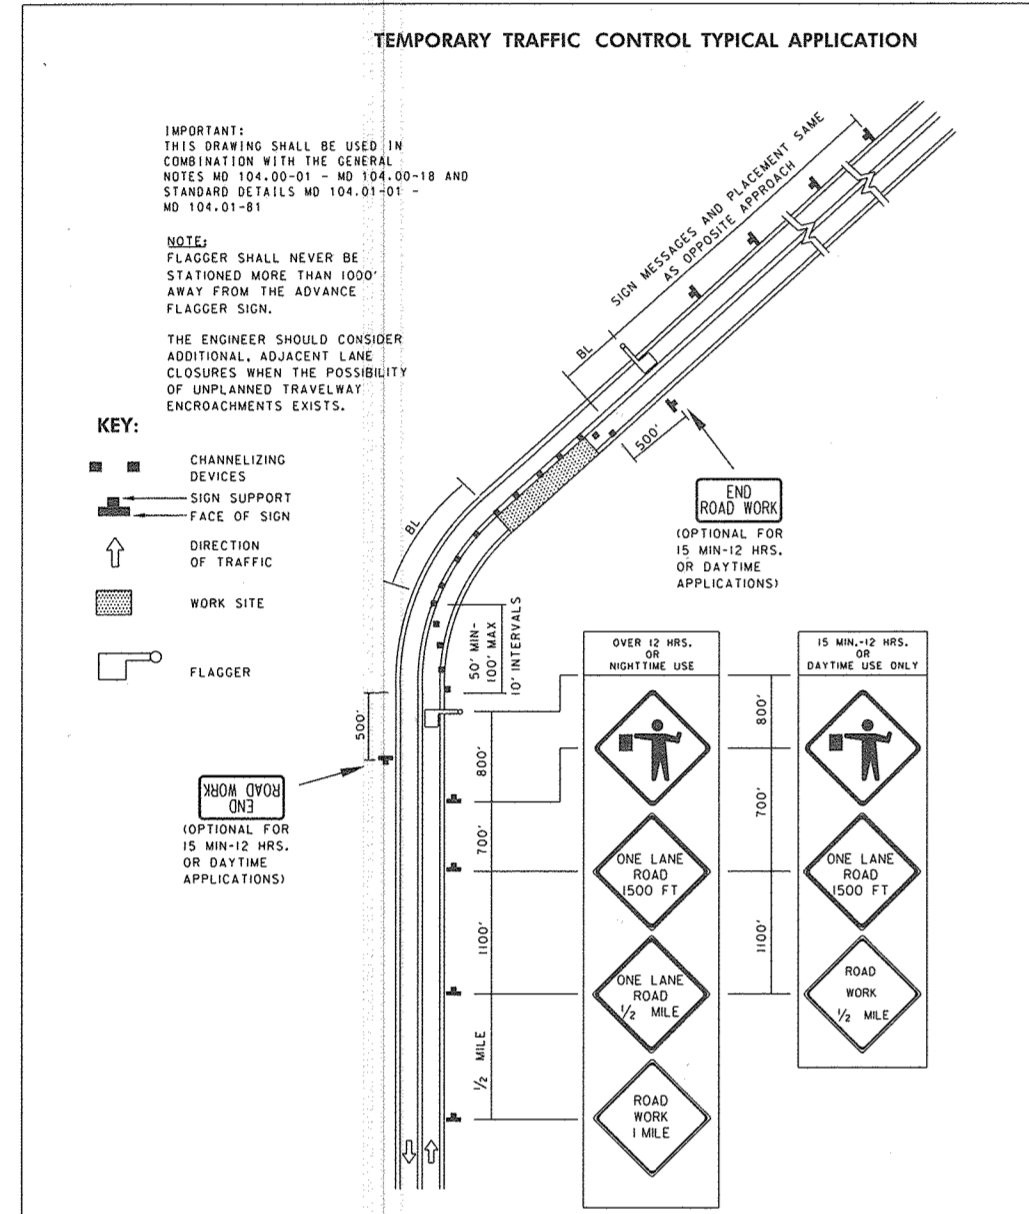 TEMPORARY TRAFFIC CONTROL TYPICAL APPLICATION
IMPORTANT:
THIS DRAWING SHALL BE USED IN
COMBINATION WITH THE GENERAL
NOTES MD 104.00-01 - MD 104.00-18 AND
STANDARD DETAILS MD 104.01-01 -
MD 104.01-81
NOTE:
FLAGGER SHALL NEVER BE
STATIONED MORE THAN 1000'
AWAY FROM THE ADVANCE
FLAGGER SIGN.
THE ENGINEER SHOULD CONSIDER
ADDITIONAL, ADJACENT LANE
CLOSURES WHEN THE POSSIBILITY
OF UNPLANNED TRAVELWAY
ENCROACHMENTS EXISTS.
KEY:
CHANNELIZING
DEVICES
SIGN SUPPORT
FACE OF SIGN
DIRECTION
OF TRAFFIC
WORK SITE
FLAGGER
SIGN MESSAGES AND PLACEMENT SAME
AS OPPOSITE APPROACH
BL
500'
END
ROAD WORK
(OPTIONAL FOR
15 MIN-12 HRS.
OR DAYTIME
APPLICATIONS)
BL
50' MIN-
100' MAX
10' INTERVALS
500'
END
ROAD WORK
(OPTIONAL FOR
15 MIN-12 HRS.
OR DAYTIME
APPLICATIONS)
800'
700'
1100'
1/2 MILE
OVER 12 HRS.
OR
NIGHTTIME USE
ONE LANE
ROAD
1500 FT
ONE LANE
ROAD
1/2 MILE
ROAD
WORK
1 MILE
800'
700'
1100'
15 MIN.-12 HRS.
OR
DAYTIME USE ONLY
ONE LANE
ROAD
1500 FT
ROAD
WORK
1/2 MILE